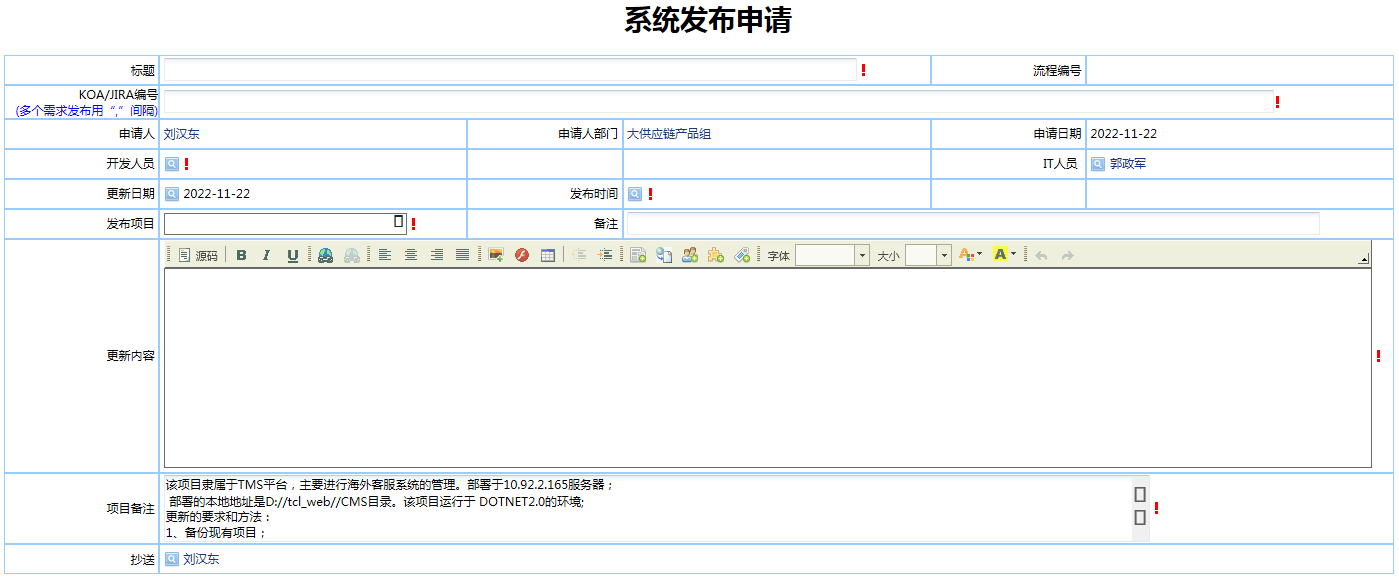 系统发布申请
标题
流程编号
KOA/JIRA编号
(多个需求发布用“,”间隔)
申请人 刘汉东
申请人部门 大供应链产品组
申请日期 2022-11-22
开发人员
IT人员 郭政军
更新日期 2022-11-22
发布时间
发布项目
备注
源码 B I U 字体 大小 A A
更新内容
项目备注
该项目隶属于TMS平台，主要进行海外客服系统的管理。部署于10.92.2.165服务器；
部署的本地地址是D://tcl_web//CMS目录。该项目运行于 DOTNET2.0的环境;
更新的要求和方法：
1、备份现有项目；
抄送 刘汉东